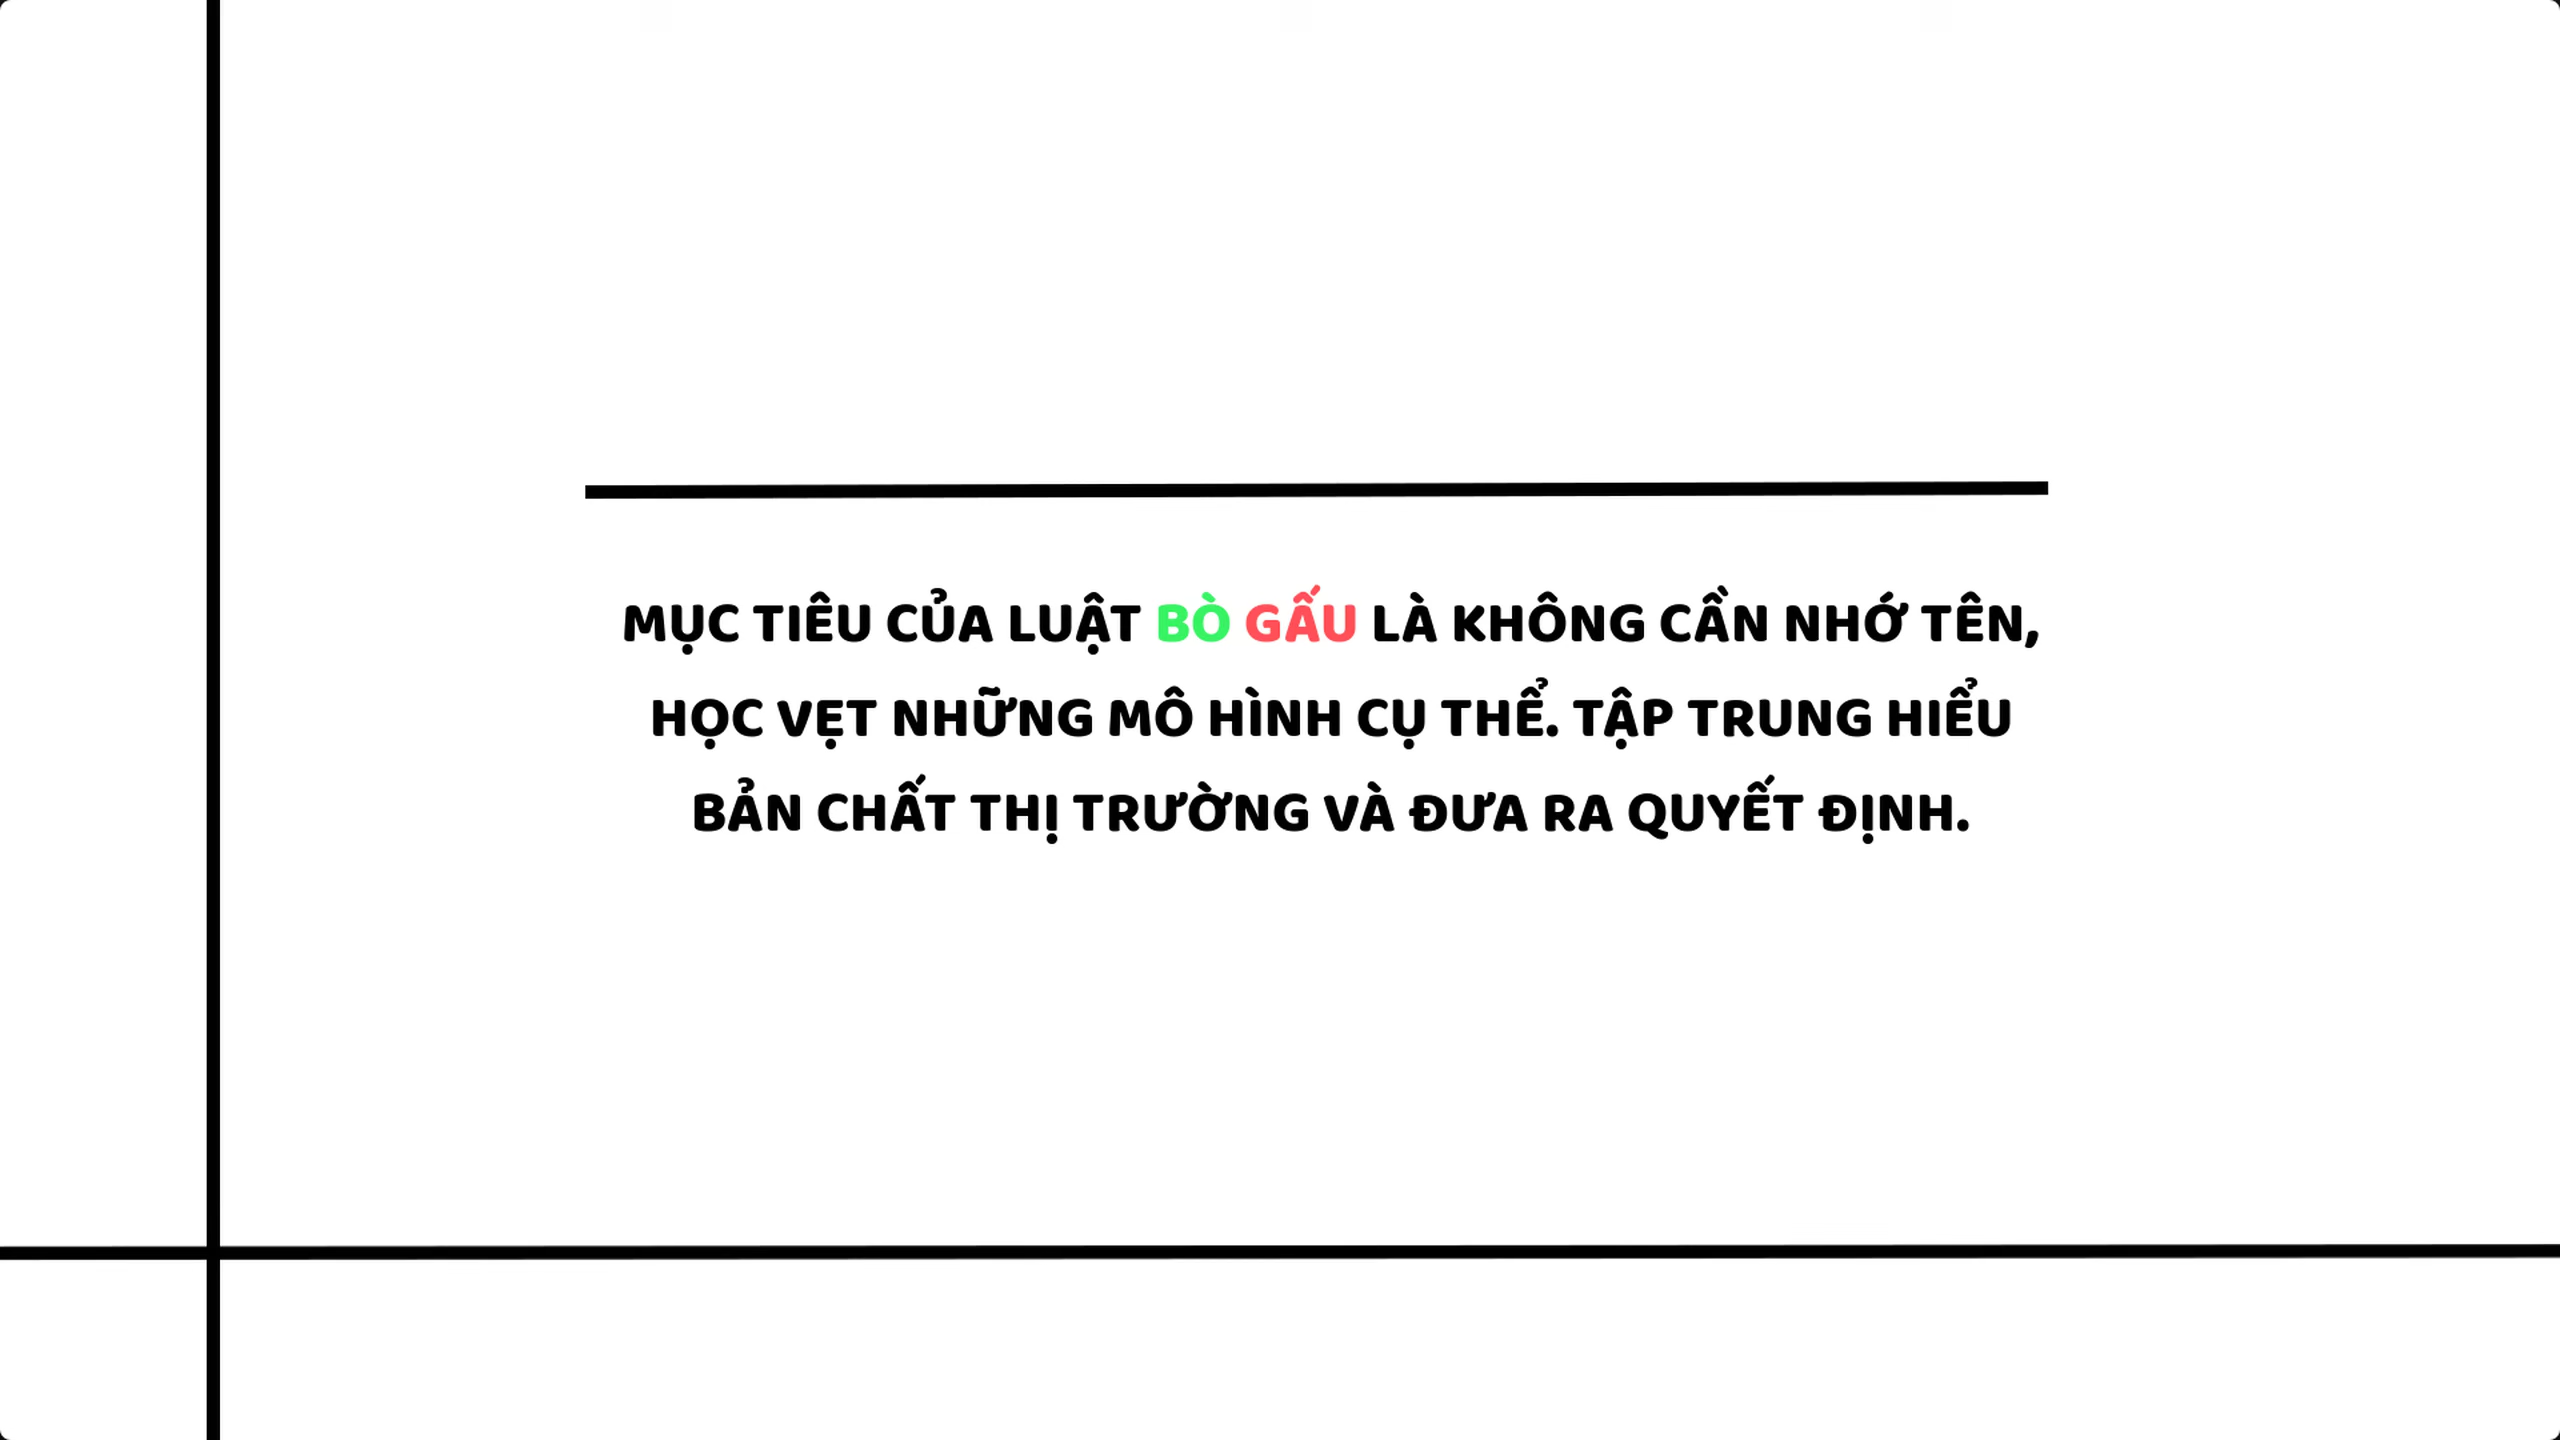 MỤC TIÊU CỦA LUẬT BÒ GẤU LÀ KHÔNG CẦN NHỚ TÊN,
HỌC VẸT NHỮNG MÔ HÌNH CỤ THỂ. TẬP TRUNG HIỂU
BẢN CHẤT THỊ TRƯỜNG VÀ ĐƯA RA QUYẾT ĐỊNH.